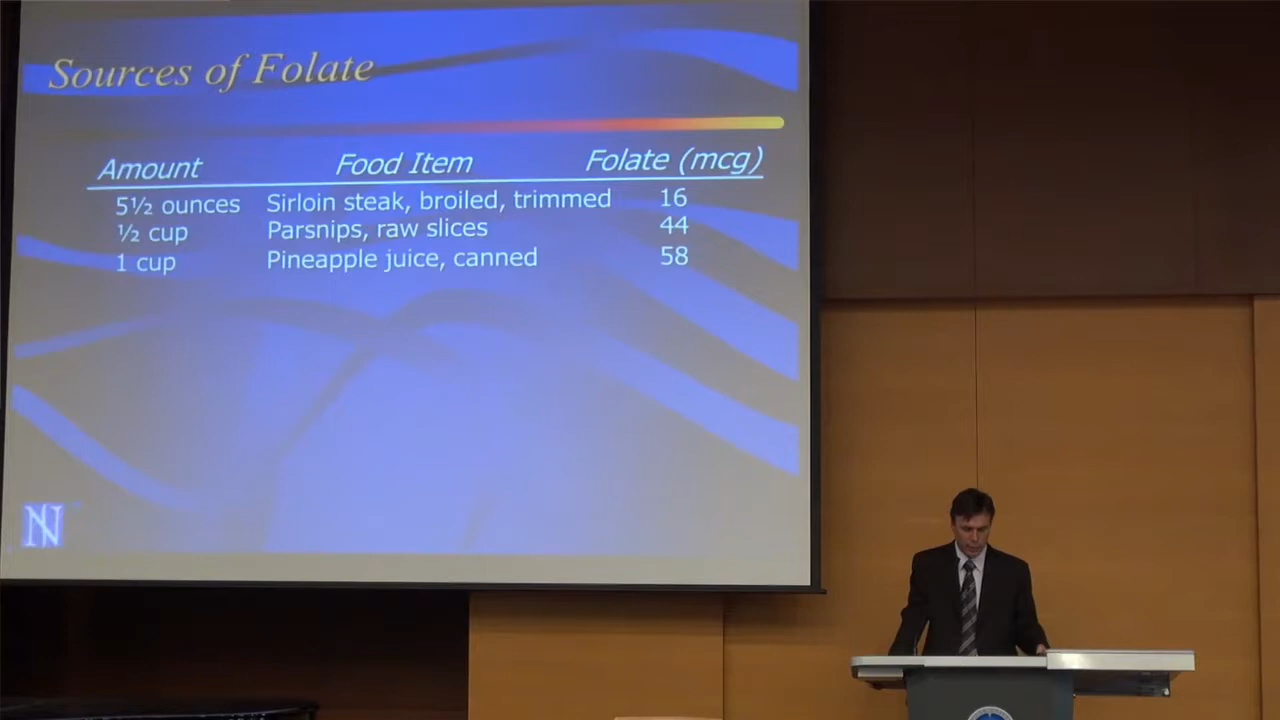 Sources of Folate
Amount Food Item Folate (mcg)
5½ ounces Sirloin steak, broiled, trimmed 16
½ cup Parsnips, raw slices 44
1 cup Pineapple juice, canned 58
N